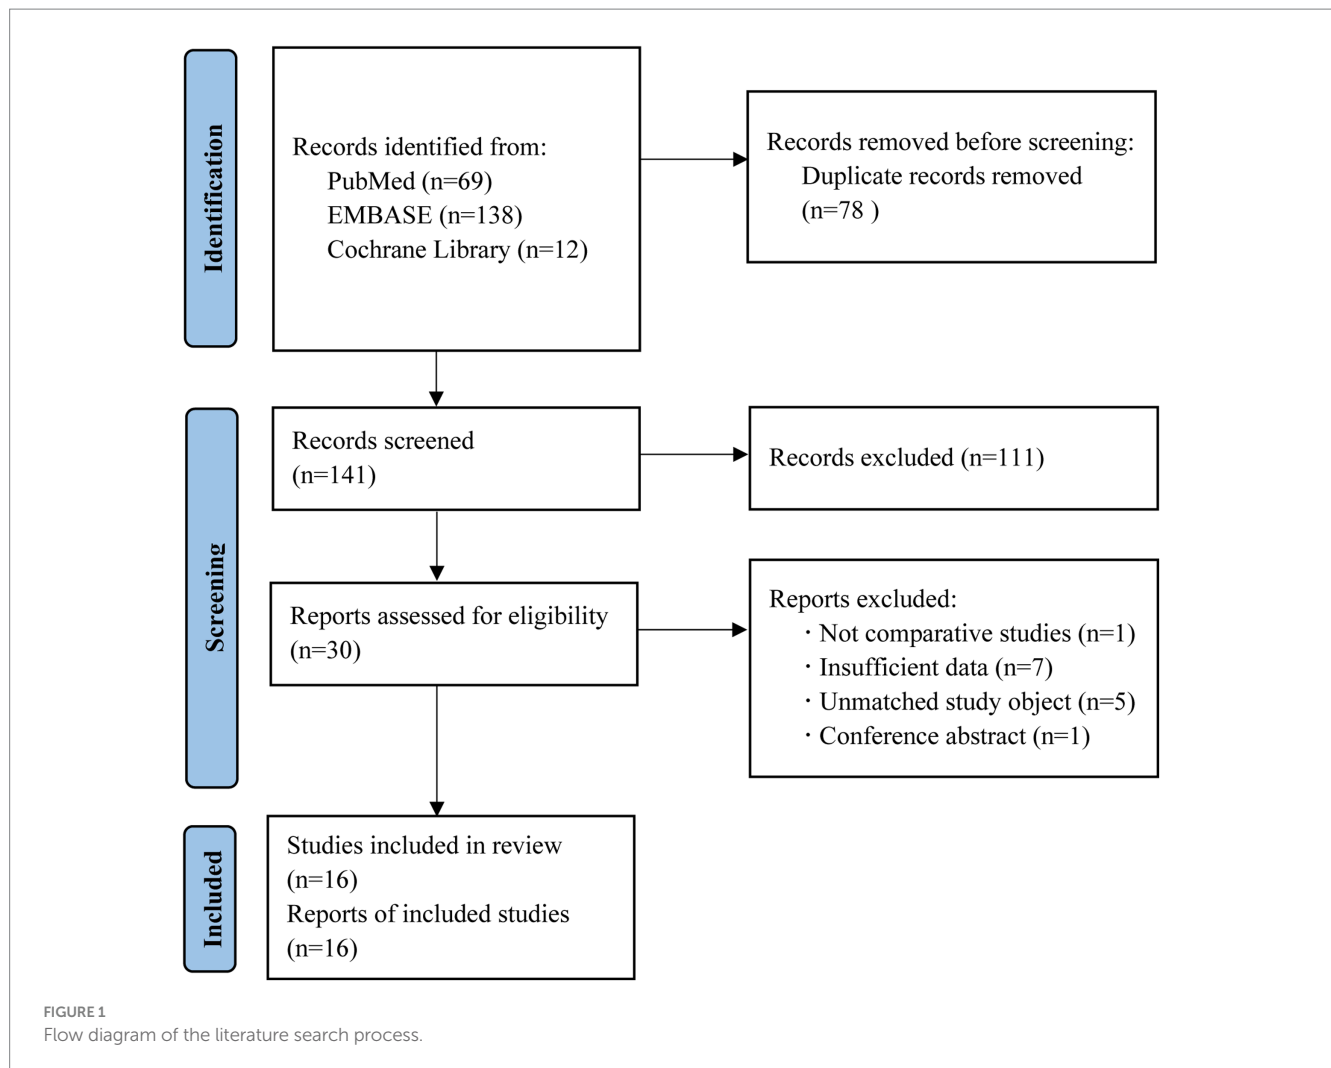 Identification
Records identified from:
PubMed (n=69)
EMBASE (n=138)
Cochrane Library (n=12)
Records removed before screening:
Duplicate records removed
(n=78 )
Screening
Records screened
(n=141)
Records excluded (n=111)
Reports assessed for eligibility
(n=30)
Reports excluded:
· Not comparative studies (n=1)
· Insufficient data (n=7)
· Unmatched study object (n=5)
· Conference abstract (n=1)
Included
Studies included in review
(n=16)
Reports of included studies
(n=16)
FIGURE 1
Flow diagram of the literature search process.